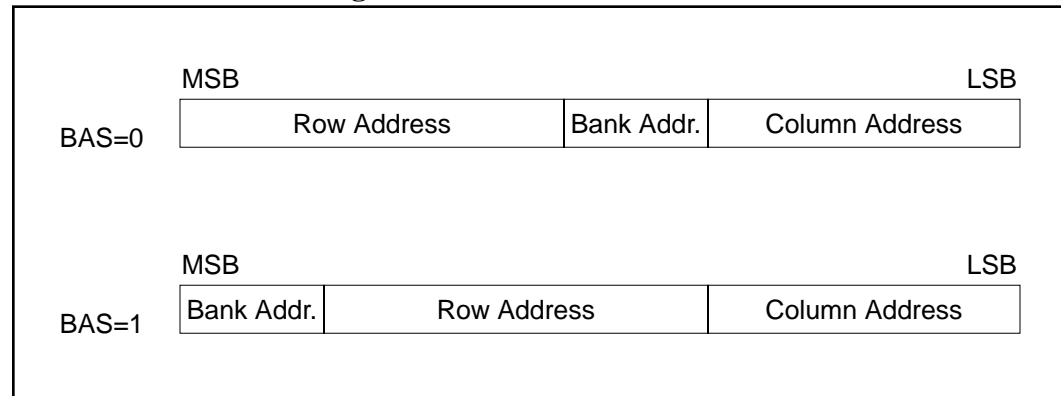 MSB LSB
BAS=0 Row Address Bank Addr. Column Address
MSB LSB
BAS=1 Bank Addr. Row Address Column Address